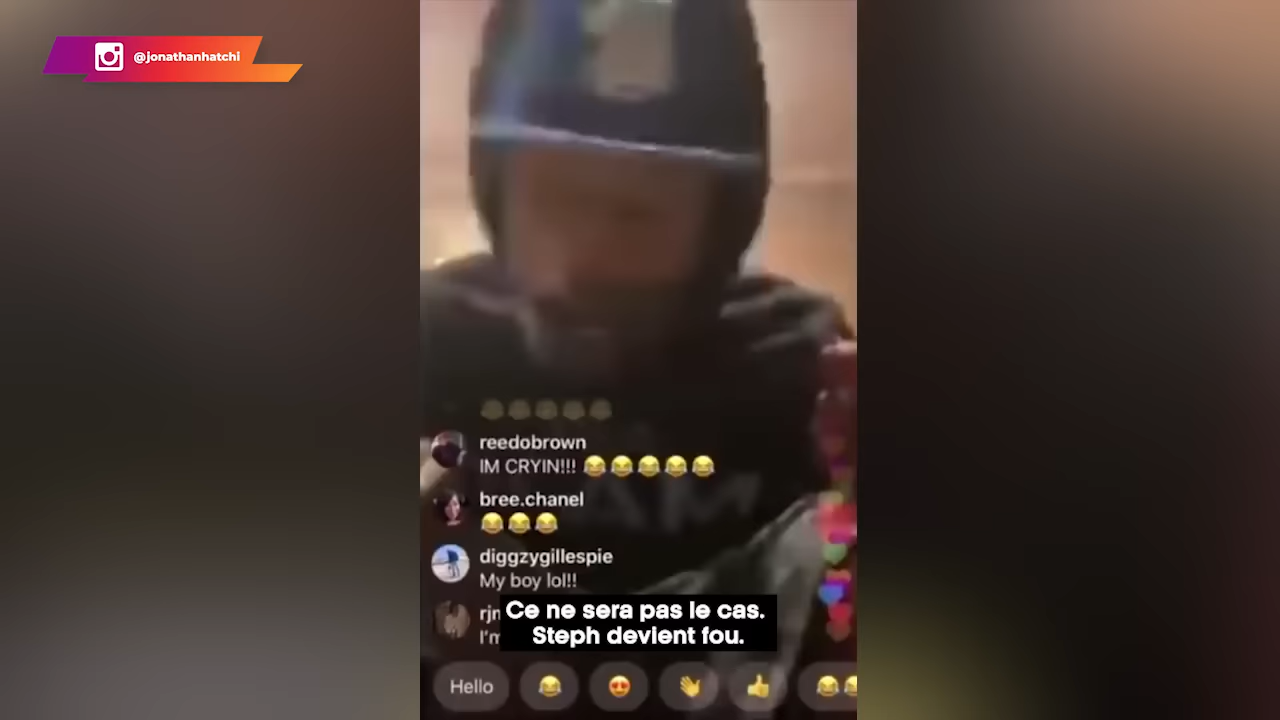 @jonathanhatchi
reedobrown
IM CRYIN!!! 😂😂😂😂😂
bree.chanel
😂😂😂
diggzygillespie
My boy lol!!
Ce ne sera pas le cas.
Steph devient fou.
Hello